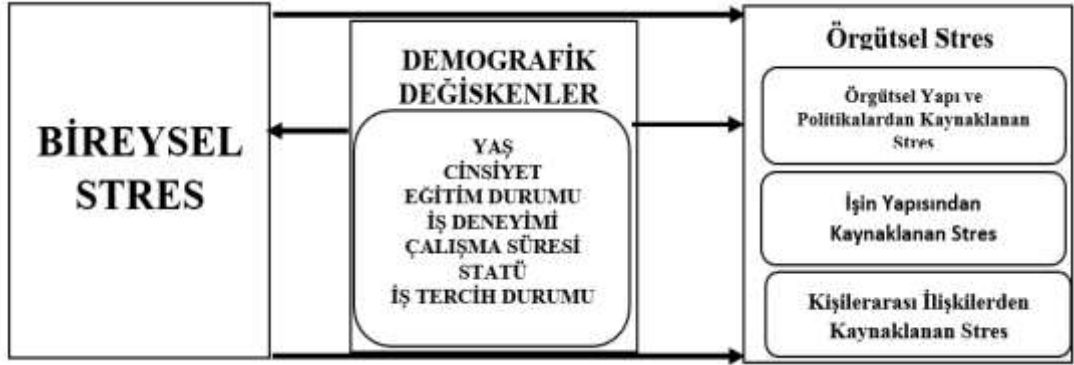 BİREYSEL
STRES
DEMOGRAFİK
DEĞİSKENLER
YAŞ
CİNSİYET
EĞİTİM DURUMU
İŞ DENEYİMİ
ÇALIŞMA SÜRESİ
STATÜ
İŞ TERCİH DURUMU
Örgütsel Stres
Örgütsel Yapı ve
Politikalardan Kaynaklanan
Stres
İşin Yapısından
Kaynaklanan Stres
Kişilerarası İlişkilerden
Kaynaklanan Stres